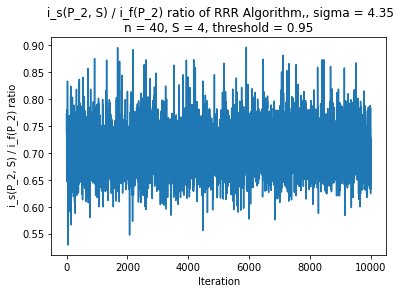 i_s(P_2, S) / i_f(P_2) ratio of RRR Algorithm,, sigma = 4.35
n = 40, S = 4, threshold = 0.95
i_s(P_2, S) / i_f(P_2) ratio
0.90
0.85
0.80
0.75
0.70
0.65
0.60
0.55
0 2000 4000 6000 8000 10000
Iteration